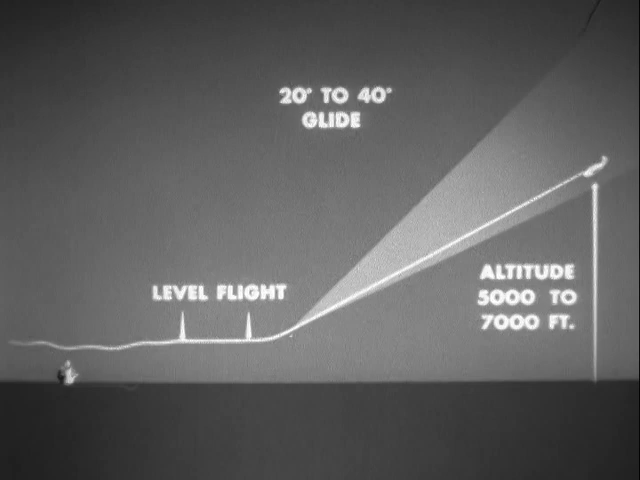 20° TO 40°
GLIDE
LEVEL FLIGHT
ALTITUDE
5000 TO
7000 FT.